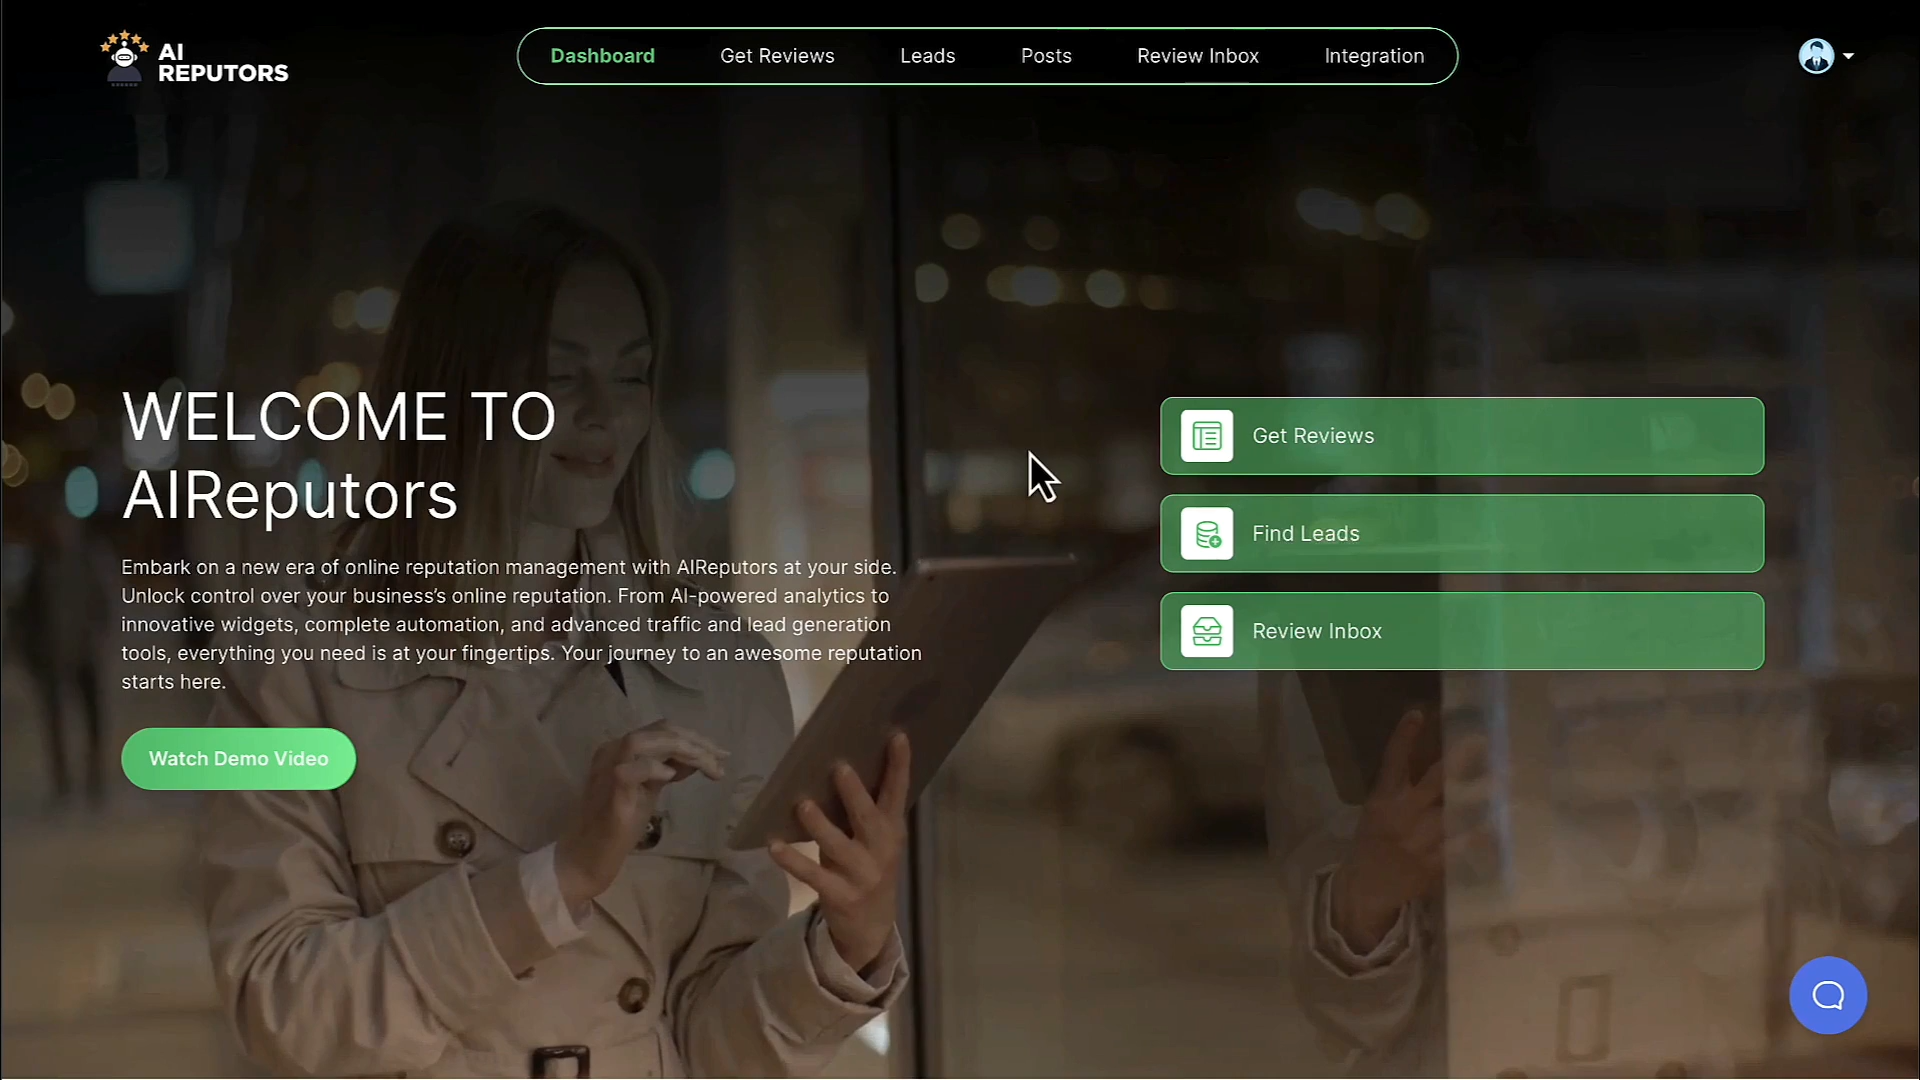 AI
REPUTORS
Dashboard
Get Reviews
Leads
Posts
Review Inbox
Integration
WELCOME TO
AIReputors
Embark on a new era of online reputation management with AIReputors at your side.
Unlock control over your business's online reputation. From AI-powered analytics to
innovative widgets, complete automation, and advanced traffic and lead generation
tools, everything you need is at your fingertips. Your journey to an awesome reputation
starts here.
Watch Demo Video
Get Reviews
Find Leads
Review Inbox